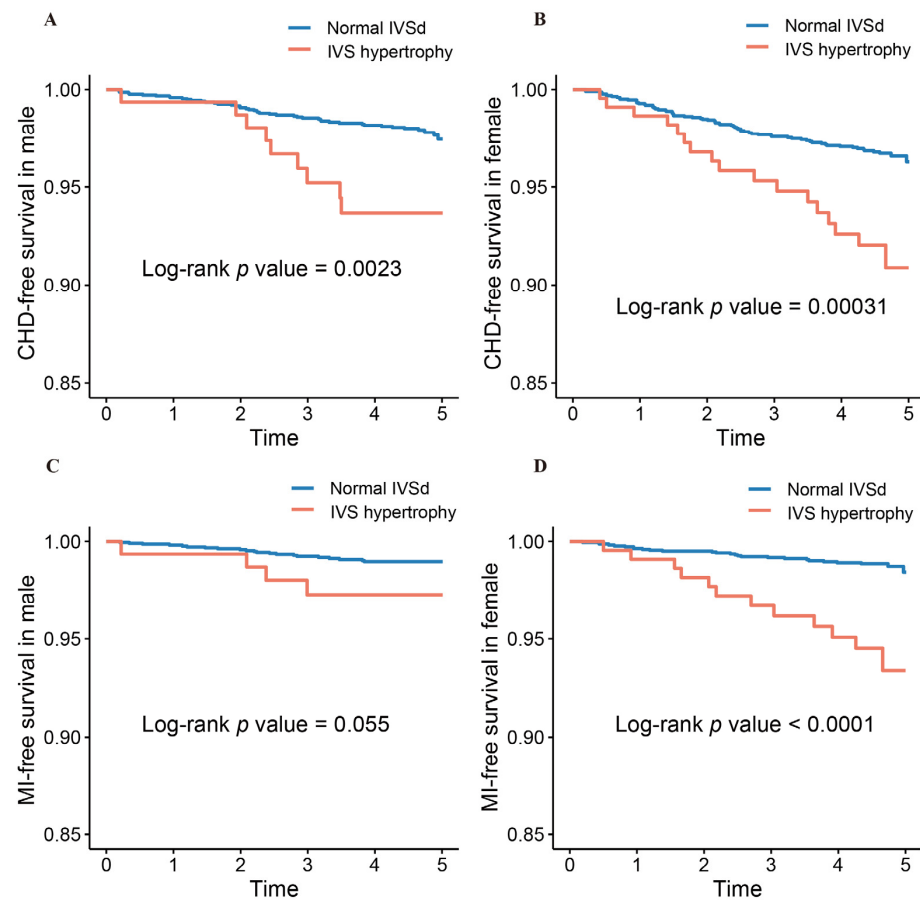 A
Normal IVSd
IVS hypertrophy
CHD-free survival in male
1.00
0.95
0.90
0.85
Log-rank p value = 0.0023
0 1 2 3 4 5
Time
B
Normal IVSd
IVS hypertrophy
CHD-free survival in female
1.00
0.95
0.90
0.85
Log-rank p value = 0.00031
0 1 2 3 4 5
Time
C
Normal IVSd
IVS hypertrophy
MI-free survival in male
1.00
0.95
0.90
0.85
Log-rank p value = 0.055
0 1 2 3 4 5
Time
D
Normal IVSd
IVS hypertrophy
MI-free survival in female
1.00
0.95
0.90
0.85
Log-rank p value < 0.0001
0 1 2 3 4 5
Time